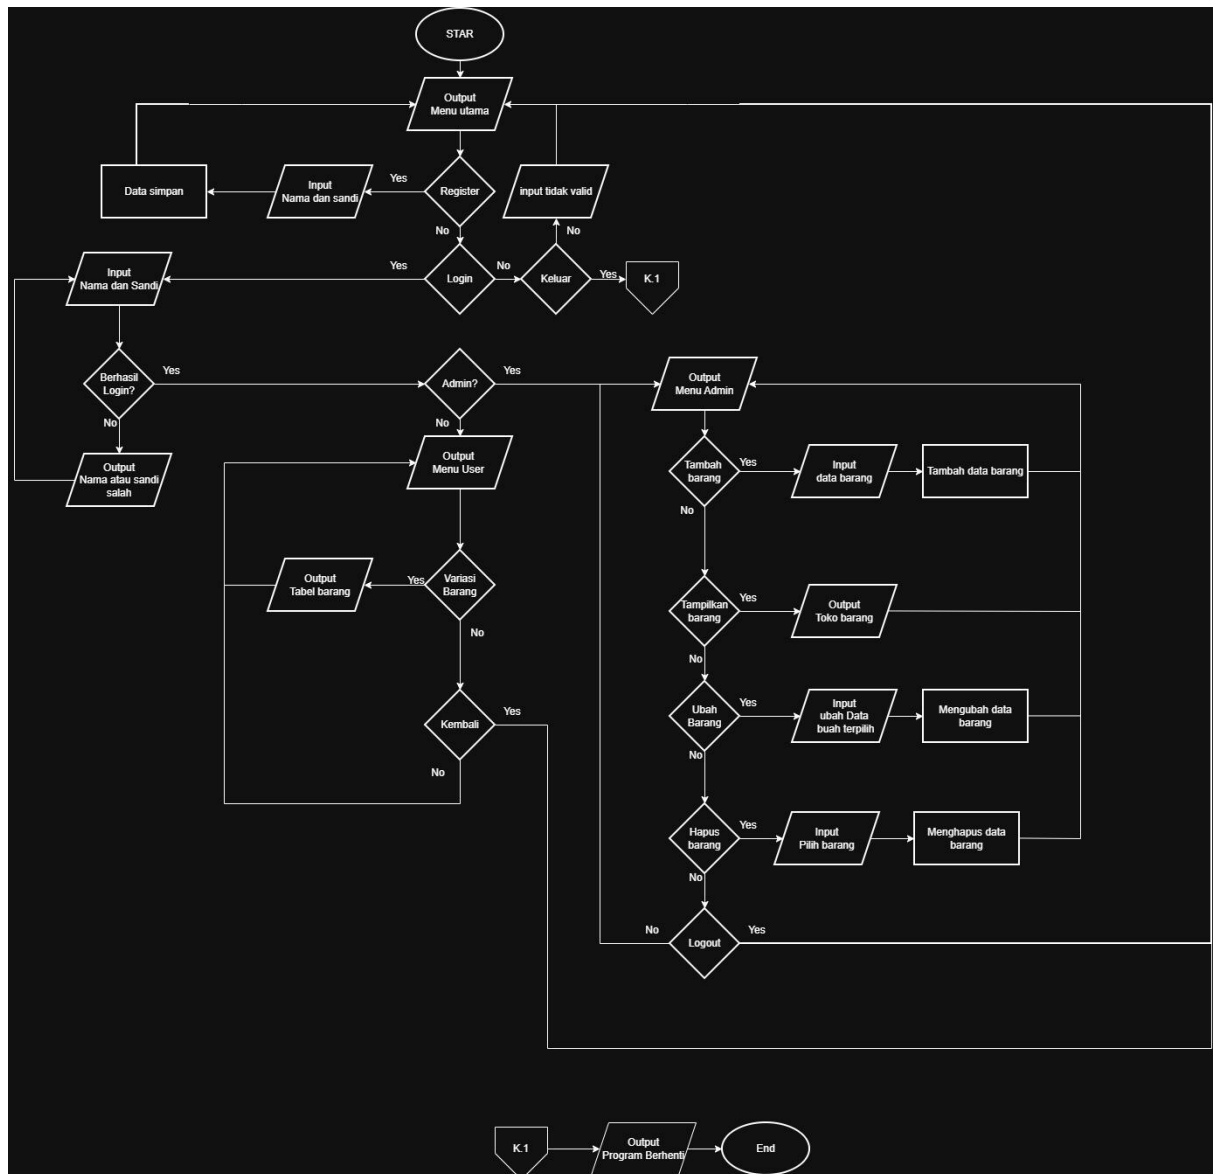 STAR
Output
Menu utama
Data simpan
Input
Nama dan sandi
Yes
Register
input tidak valid
No
No
Input
Nama dan Sandi
Yes
Login
No
Keluar
Yes
K.1
Berhasil
Login?
Yes
Admin?
Yes
Output
Menu Admin
No
No
Output
Nama atau sandi
salah
Output
Menu User
Tambah
barang
Yes
Input
data barang
Tambah data barang
No
Output
Tabel barang
Yes
Variasi
Barang
Tampilkan
barang
Yes
Output
Toko barang
No
No
Kembali
Yes
Ubah
Barang
Yes
Input
ubah Data
buah terpilih
Mengubah data
barang
No
No
Hapus
barang
Yes
Input
Pilih barang
Menghapus data
barang
No
No
Logout
Yes
K.1
Output
Program Berhenti
End